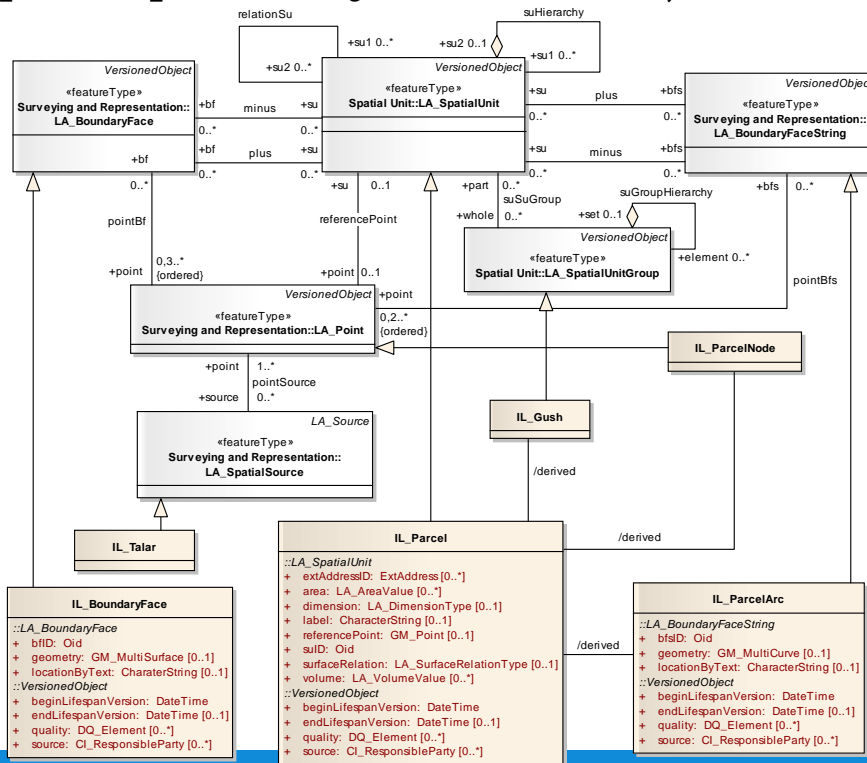 relationSu
suHierarchy
+su1 0..*
+su2 0..*
+su2 0..1
+su1 0..*
VersionedObject
«featureType»
Surveying and Representation::
LA_BoundaryFace
VersionedObject
«featureType»
Spatial Unit::LA_SpatialUnit
VersionedObject
«featureType»
Surveying and Representation::
LA_BoundaryFaceString
+bf
minus
+su
0..*
0..*
+bf
plus
+su
0..*
0..*
+su
plus
+bfs
0..*
0..*
+su
minus
+bfs
0..*
0..*
+bf
0..*
pointBf
0,3..*
+point
{ordered}
+su
0..1
referencePoint
+point
0..1
+part
0..*
suSuGroup
+whole
0..*
suGroupHierarchy
+set 0..1
+element 0..*
VersionedObject
«featureType»
Spatial Unit::LA_SpatialUnitGroup
+bfs
0..*
pointBfs
+point
0,2..*
{ordered}
VersionedObject
«featureType»
Surveying and Representation::LA_Point
+point
1..*
pointSource
+source
0..*
LA_Source
«featureType»
Surveying and Representation::
LA_SpatialSource
IL_ParcelNode
IL_Gush
/derived
/derived
/derived
IL_Talar
IL_BoundaryFace
::LA_BoundaryFace
+ bfID: Oid
+ geometry: GM_MultiSurface [0..1]
+ locationByText: CharaterString [0..1]
::VersionedObject
+ beginLifespanVersion: DateTime
+ endLifespanVersion: DateTime [0..1]
+ quality: DQ_Element [0..*]
+ source: CI_ResponsibleParty [0..*]
IL_Parcel
::LA_SpatialUnit
+ extAddressID: ExtAddress [0..*]
+ area: LA_AreaValue [0..*]
+ dimension: LA_DimensionType [0..1]
+ label: CharacterString [0..1]
+ referencePoint: GM_Point [0..1]
+ suID: Oid
+ surfaceRelation: LA_SurfaceRelationType [0..1]
+ volume: LA_VolumeValue [0..*]
::VersionedObject
+ beginLifespanVersion: DateTime
+ endLifespanVersion: DateTime [0..1]
+ quality: DQ_Element [0..*]
+ source: CI_ResponsibleParty [0..*]
IL_ParcelArc
::LA_BoundaryFaceString
+ bfsID: Oid
+ geometry: GM_MultiCurve [0..1]
+ locationByText: CharacterString [0..1]
::VersionedObject
+ beginLifespanVersion: DateTime
+ endLifespanVersion: DateTime [0..1]
+ quality: DQ_Element [0..*]
+ source: CI_ResponsibleParty [0..*]